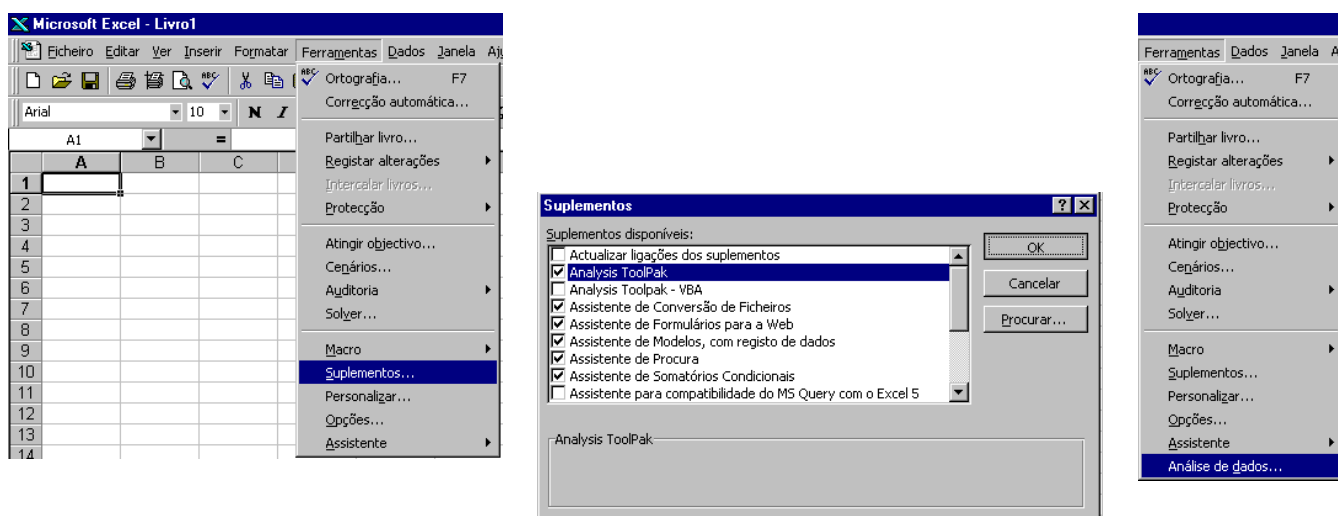 Microsoft Excel - Livro1
Ficheiro Editar Ver Inserir Formatar Ferramentas Dados Janela
Arial 10 N I
A1 =
A B C
1
2
3
4
5
6
7
8
9
10
11
12
13
14
Ortografia... F7
Correcção automática...
Partilhar livro...
Registar alterações
Intercalar livros...
Protecção
Atingir objectivo...
Cenários...
Auditoria
Solver...
Macro
Suplementos...
Personalizar...
Opções...
Assistente
Suplementos
Suplementos disponíveis:
Actualizar ligações dos suplementos
Analysis ToolPak
Analysis Toolpak - VBA
Assistente de Conversão de Ficheiros
Assistente de Formulários para a Web
Assistente de Modelos, com registo de dados
Assistente de Procura
Assistente de Somatórios Condicionais
Assistente para compatibilidade do MS Query com o Excel 5
OK
Cancelar
Procurar...
Analysis ToolPak
Ferramentas Dados Janela
Ortografia... F7
Correcção automática...
Partilhar livro...
Registar alterações
Intercalar livros...
Protecção
Atingir objectivo...
Cenários...
Auditoria
Solver...
Macro
Suplementos...
Personalizar...
Opções...
Assistente
Análise de dados...